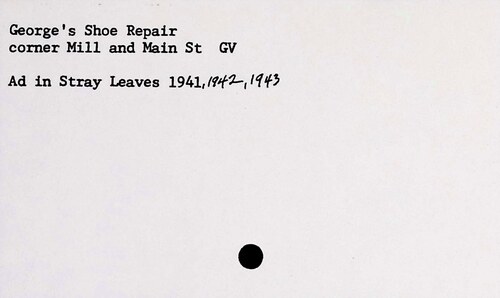 George's Shoe Repair
corner Mill and Main St GV
Ad in Stray Leaves 1941, 1942, 1943